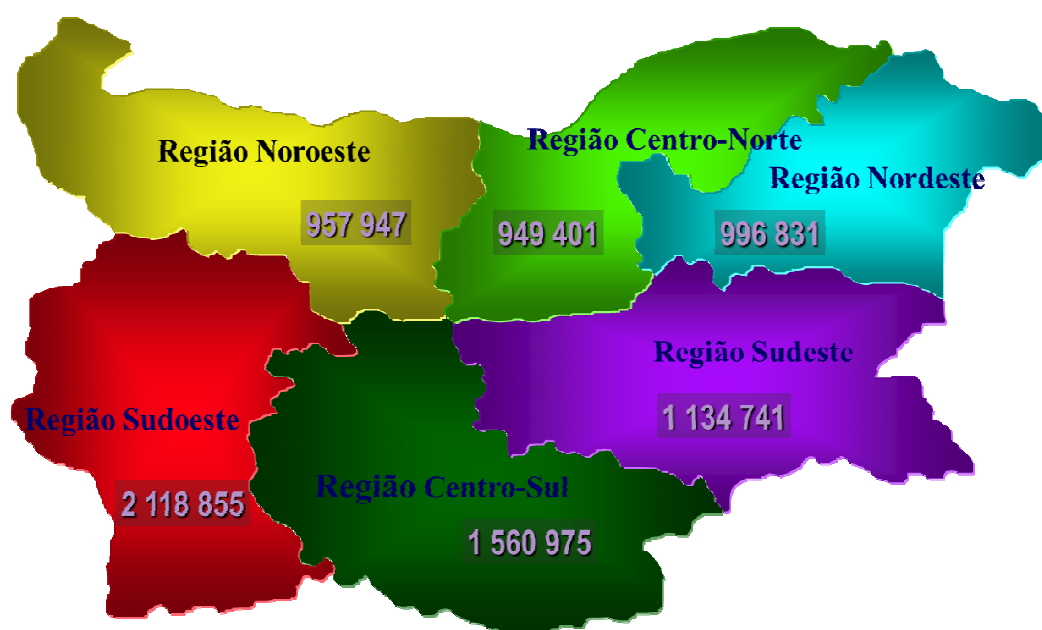 Região Noroeste
957 947
Região Centro-Norte
949 401
Região Nordeste
996 831
Região Sudoeste
2 118 855
Região Centro-Sul
1 560 975
Região Sudeste
1 134 741